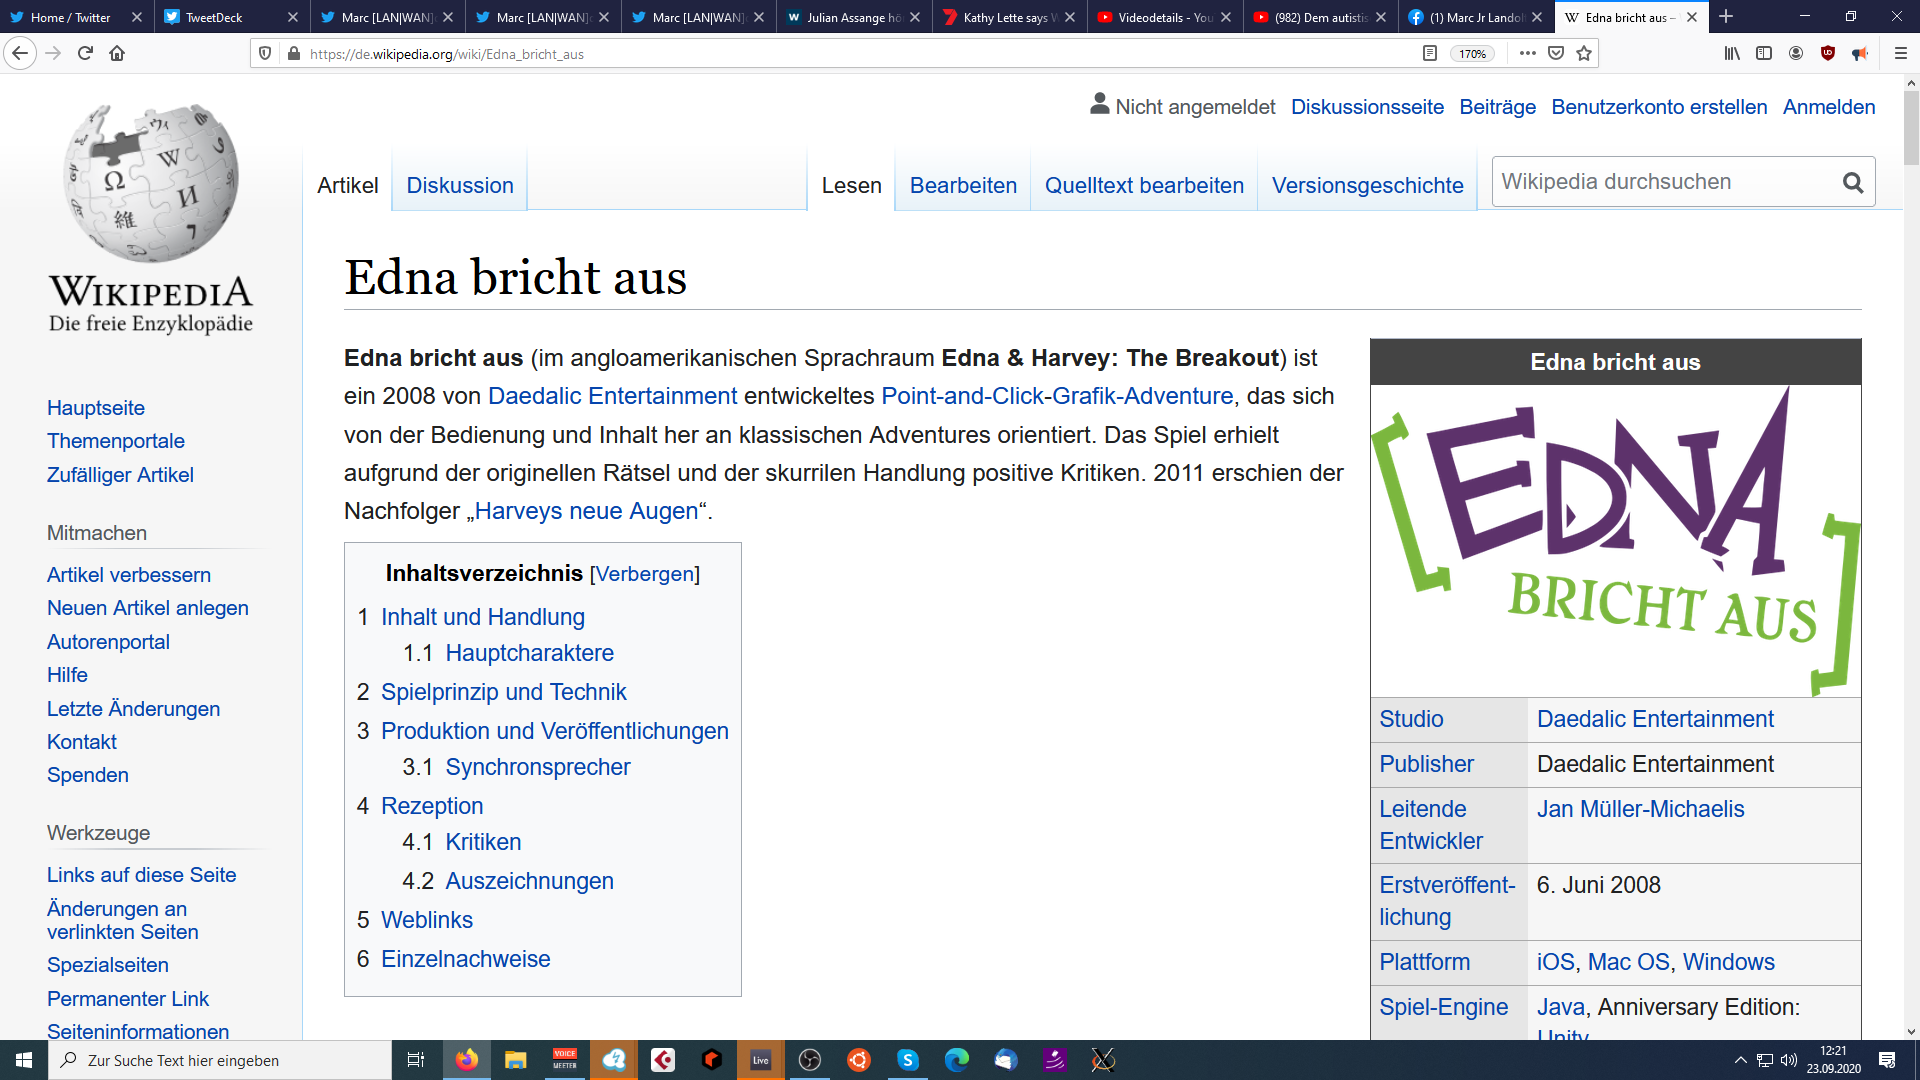 Home / Twitter
TweetDeck
Marc [LAN|WAN]
Marc [LAN|WAN]
Marc [LAN|WAN]
Julian Assange hö
Kathy Lette says
Videodetails - You
(982) Dem autistis
(1) Marc Jr Landol
Edna bricht aus –
https://de.wikipedia.org/wiki/Edna_bricht_aus
170%
Nicht angemeldet Diskussionsseite Beiträge Benutzerkonto erstellen Anmelden
Artikel Diskussion Lesen Bearbeiten Quelltext bearbeiten Versionsgeschichte Wikipedia durchsuchen
WIKIPEDIA
Die freie Enzyklopädie
Hauptseite
Themenportale
Zufälliger Artikel
Mitmachen
Artikel verbessern
Neuen Artikel anlegen
Autorenportal
Hilfe
Letzte Änderungen
Kontakt
Spenden
Werkzeuge
Links auf diese Seite
Änderungen an
verlinkten Seiten
Spezialseiten
Permanenter Link
Seiteninformationen
Edna bricht aus
Edna bricht aus (im angloamerikanischen Sprachraum Edna & Harvey: The Breakout) ist
ein 2008 von Daedalic Entertainment entwickeltes Point-and-Click-Grafik-Adventure, das sich
von der Bedienung und Inhalt her an klassischen Adventures orientiert. Das Spiel erhielt
aufgrund der originellen Rätsel und der skurrilen Handlung positive Kritiken. 2011 erschien der
Nachfolger „Harveys neue Augen“.
Inhaltsverzeichnis [Verbergen]
1 Inhalt und Handlung
1.1 Hauptcharaktere
2 Spielprinzip und Technik
3 Produktion und Veröffentlichungen
3.1 Synchronsprecher
4 Rezeption
4.1 Kritiken
4.2 Auszeichnungen
5 Weblinks
6 Einzelnachweise
Edna bricht aus
[EDNA
BRICHT AUS]
Studio Daedalic Entertainment
Publisher Daedalic Entertainment
Leitende Jan Müller-Michaelis
Entwickler
Erstveröffent- 6. Juni 2008
lichung
Plattform iOS, Mac OS, Windows
Spiel-Engine Java, Anniversary Edition:
Unity
Zur Suche Text hier eingeben
VOICE
MEETER
Live
12:21
23.09.2020